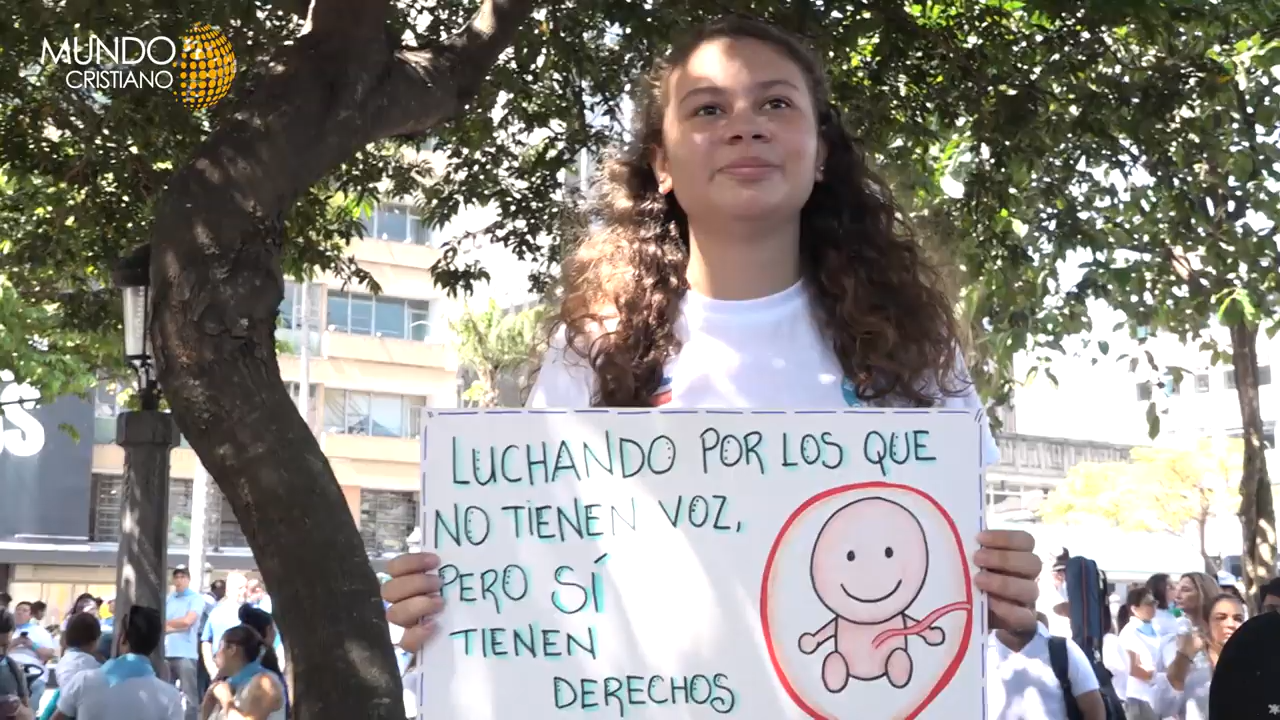 MUNDO
CRISTIANO
LUCHANDO POR LOS QUE
NO TIENEN VOZ,
PERO SÍ
TIENEN
DERECHOS